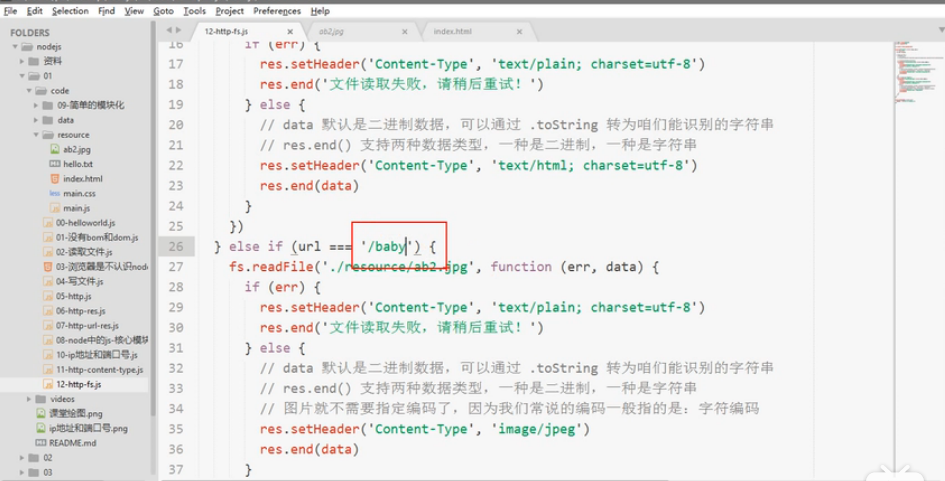 File Edit Selection Find View Goto Tools Project Preferences Help
FOLDERS
nodejs
资料
01
code
09-简单的模块化
data
resource
ab2.jpg
hello.txt
index.html
main.css
main.js
00-helloworld.js
01-没有bom和dom.js
02-读取文件.js
03-浏览器是不认识node
04-写文件.js
05-http.js
06-http-res.js
07-http-url-res.js
08-node中的js-核心模块
10-ip地址和端口号.js
11-http-content-type.js
12-http-fs.js
videos
课堂绘图.png
ip地址和端口号.png
README.md
02
03
12-http-fs.js ab2.jpg index.html
16 if (err) {
17 res.setHeader('Content-Type', 'text/plain; charset=utf-8')
18 res.end('文件读取失败，请稍后重试！')
19 } else {
20 // data 默认是二进制数据，可以通过 .toString 转为咱们能识别的字符串
21 // res.end() 支持两种数据类型，一种是二进制，一种是字符串
22 res.setHeader('Content-Type', 'text/html; charset=utf-8')
23 res.end(data)
24 }
25 })
26 } else if (url === '/baby') {
27 fs.readFile('./resource/ab2.jpg', function (err, data) {
28 if (err) {
29 res.setHeader('Content-Type', 'text/plain; charset=utf-8')
30 res.end('文件读取失败，请稍后重试！')
31 } else {
32 // data 默认是二进制数据，可以通过 .toString 转为咱们能识别的字符串
33 // res.end() 支持两种数据类型，一种是二进制，一种是字符串
34 // 图片就不需要指定编码了，因为我们常说的编码一般指的是：字符编码
35 res.setHeader('Content-Type', 'image/jpeg')
36 res.end(data)
37 }